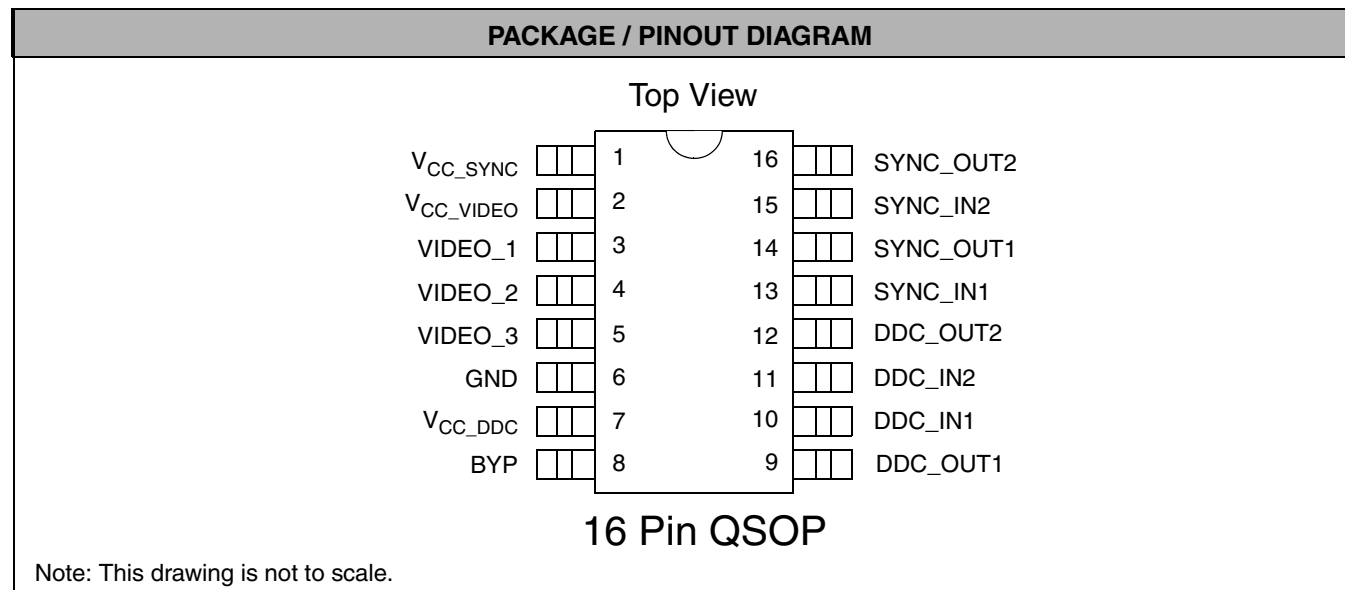 PACKAGE / PINOUT DIAGRAM
Top View
V_CC_SYNC 1 16 SYNC_OUT2
V_CC_VIDEO 2 15 SYNC_IN2
VIDEO_1 3 14 SYNC_OUT1
VIDEO_2 4 13 SYNC_IN1
VIDEO_3 5 12 DDC_OUT2
GND 6 11 DDC_IN2
V_CC_DDC 7 10 DDC_IN1
BYP 8 9 DDC_OUT1
16 Pin QSOP
Note: This drawing is not to scale.